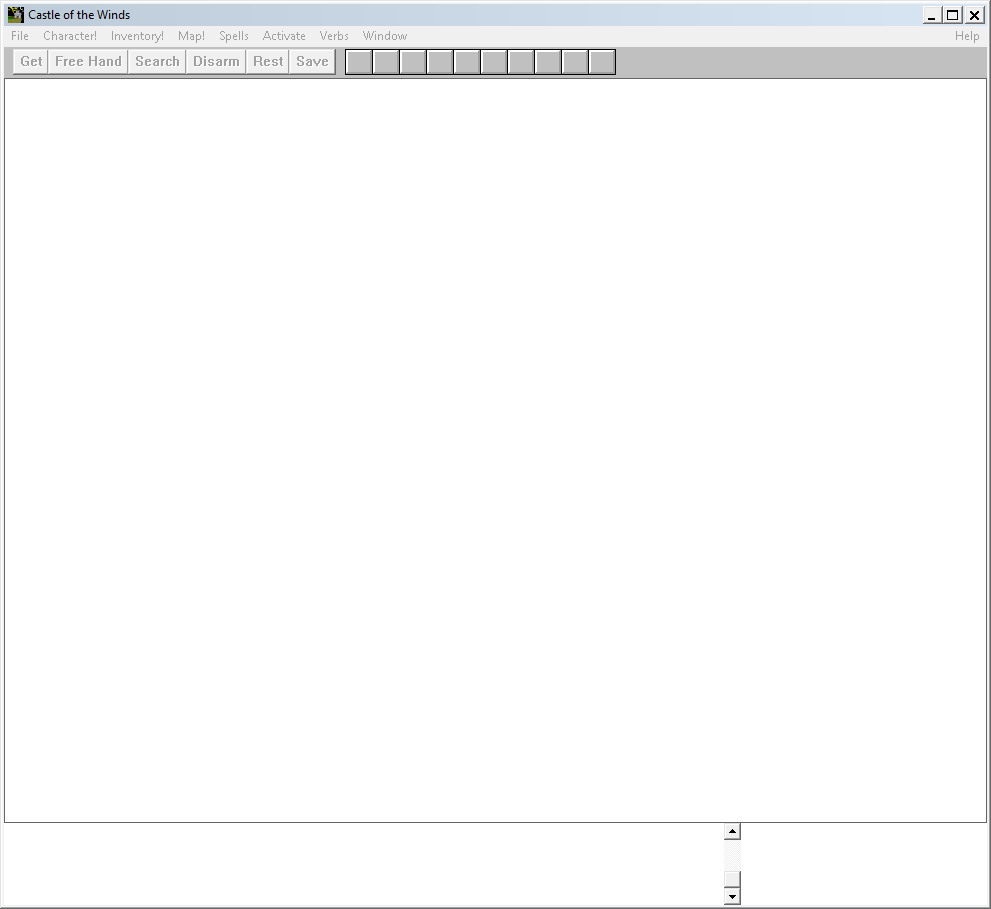 Castle of the Winds
File Character! Inventory! Map! Spells Activate Verbs Window Help
Get Free Hand Search Disarm Rest Save